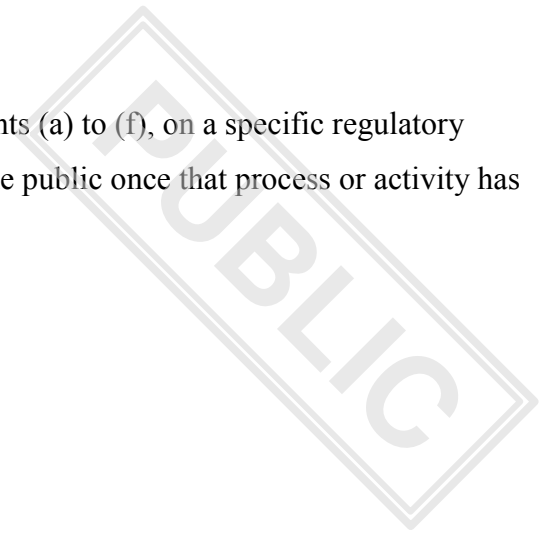 nts (a) to (f), on a specific regulatory
e public once that process or activity has
PUBLIC